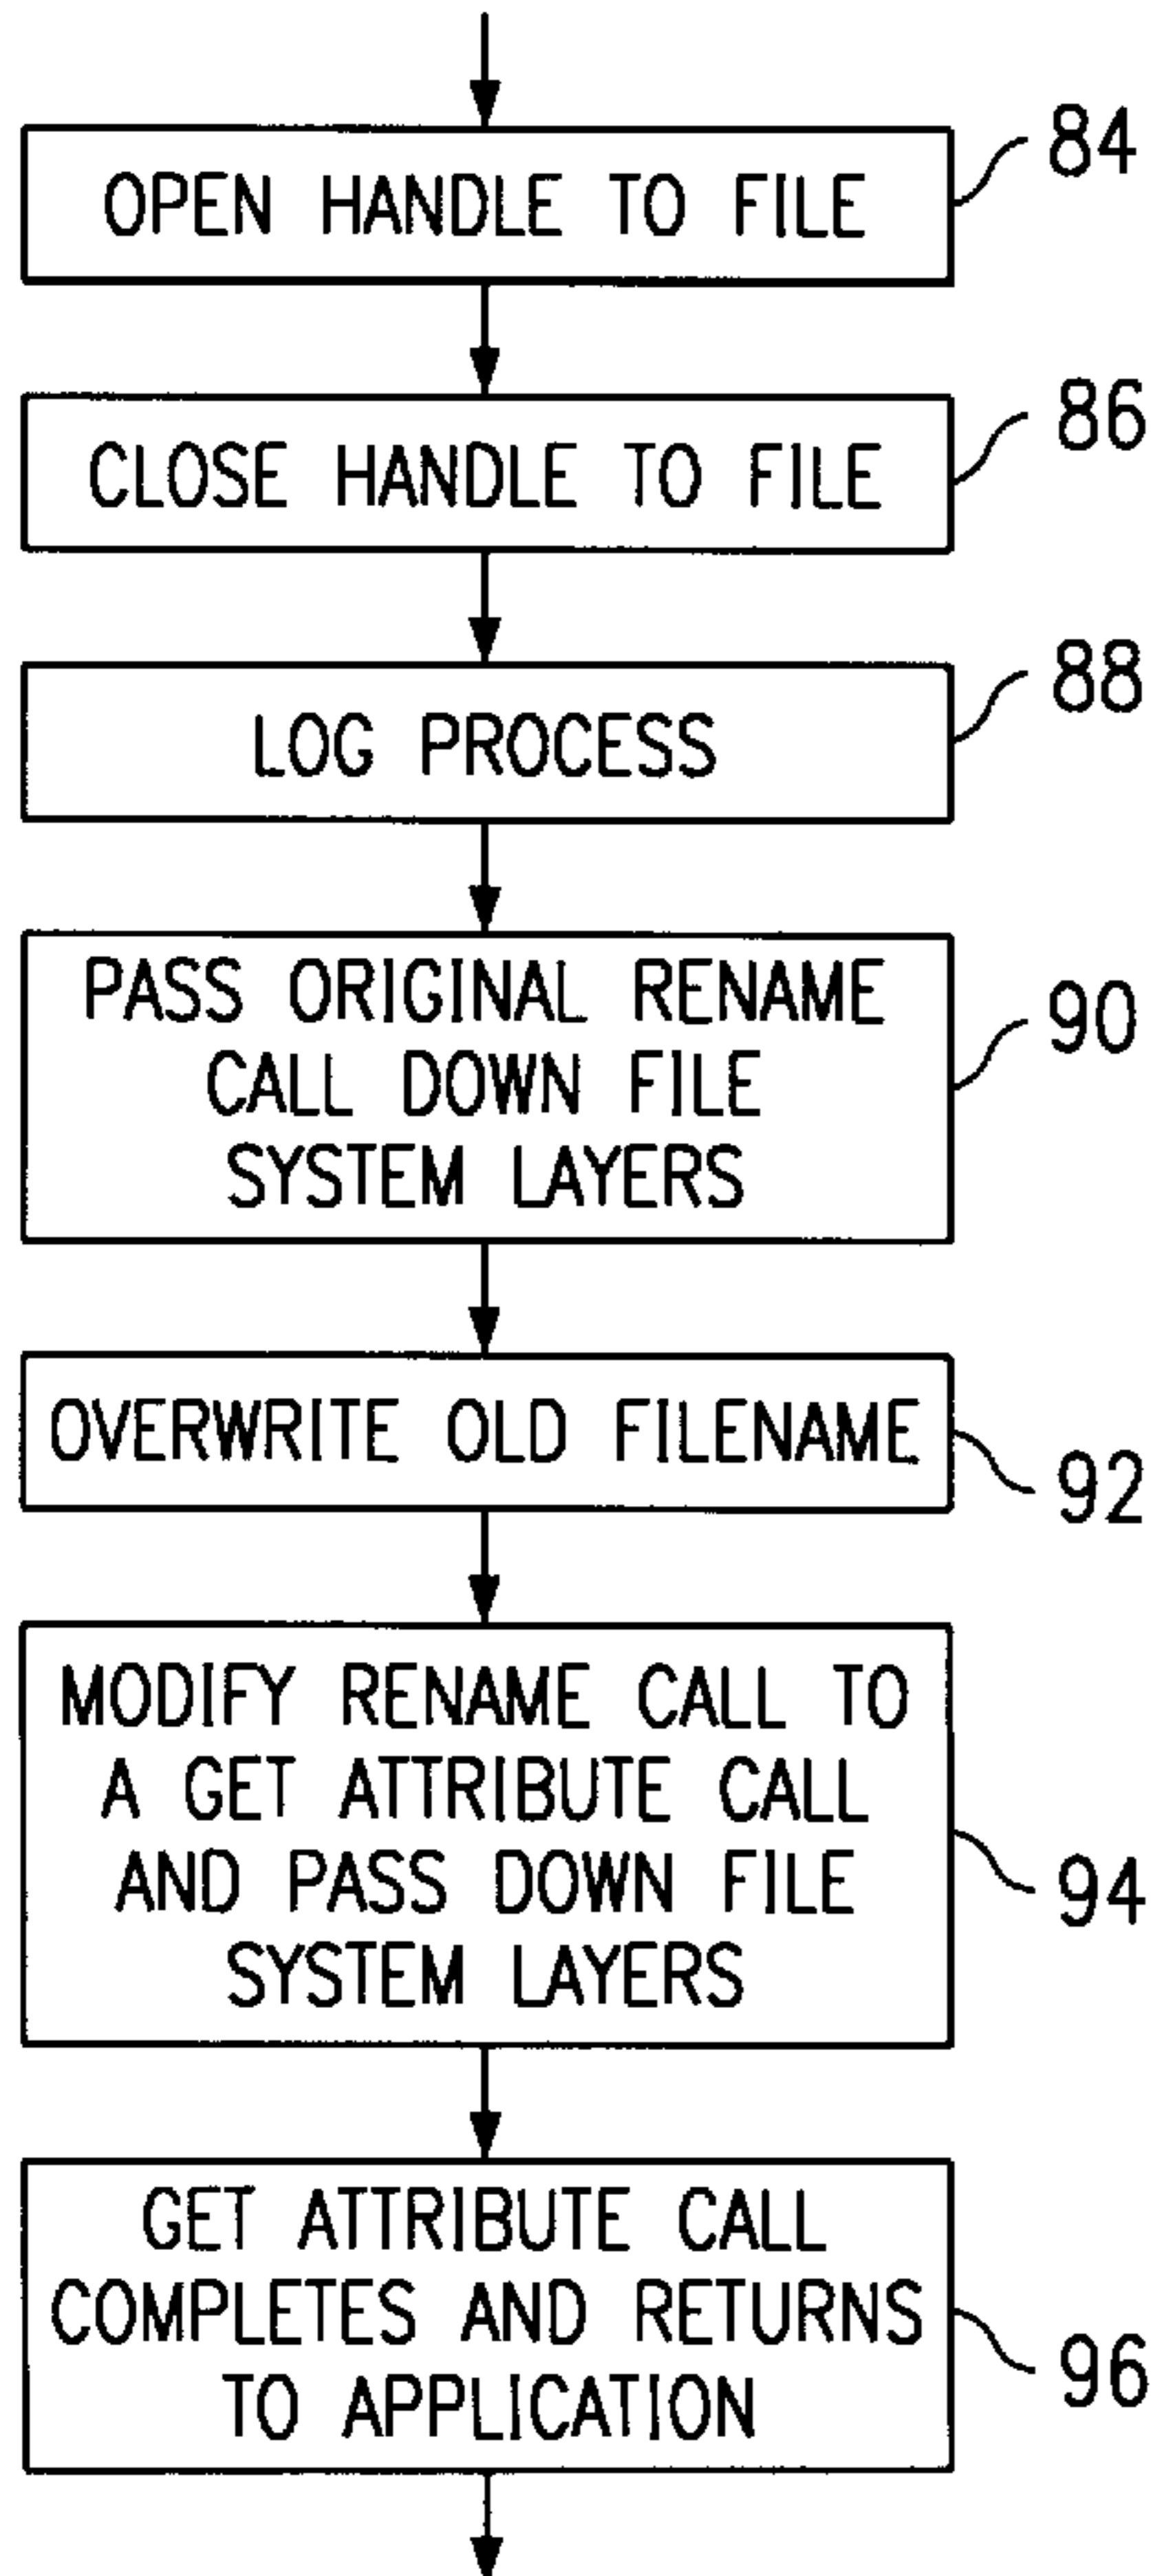 84
OPEN HANDLE TO FILE
86
CLOSE HANDLE TO FILE
88
LOG PROCESS
90
PASS ORIGINAL RENAME
CALL DOWN FILE
SYSTEM LAYERS
OVERWRITE OLD FILENAME
92
MODIFY RENAME CALL TO
A GET ATTRIBUTE CALL
AND PASS DOWN FILE
SYSTEM LAYERS
94
GET ATTRIBUTE CALL
COMPLETES AND RETURNS
TO APPLICATION
96